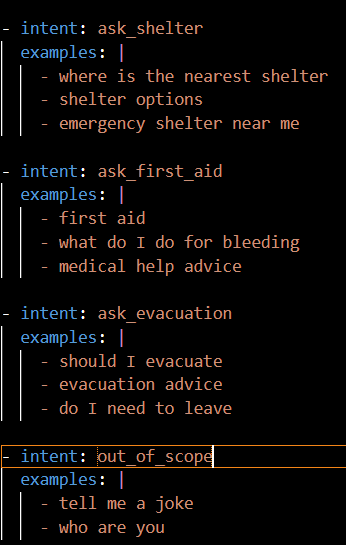 - intent: ask_shelter
examples: |
- where is the nearest shelter
- shelter options
- emergency shelter near me
- intent: ask_first_aid
examples: |
- first aid
- what do I do for bleeding
- medical help advice
- intent: ask_evacuation
examples: |
- should I evacuate
- evacuation advice
- do I need to leave
- intent: out_of_scope
examples: |
- tell me a joke
- who are you